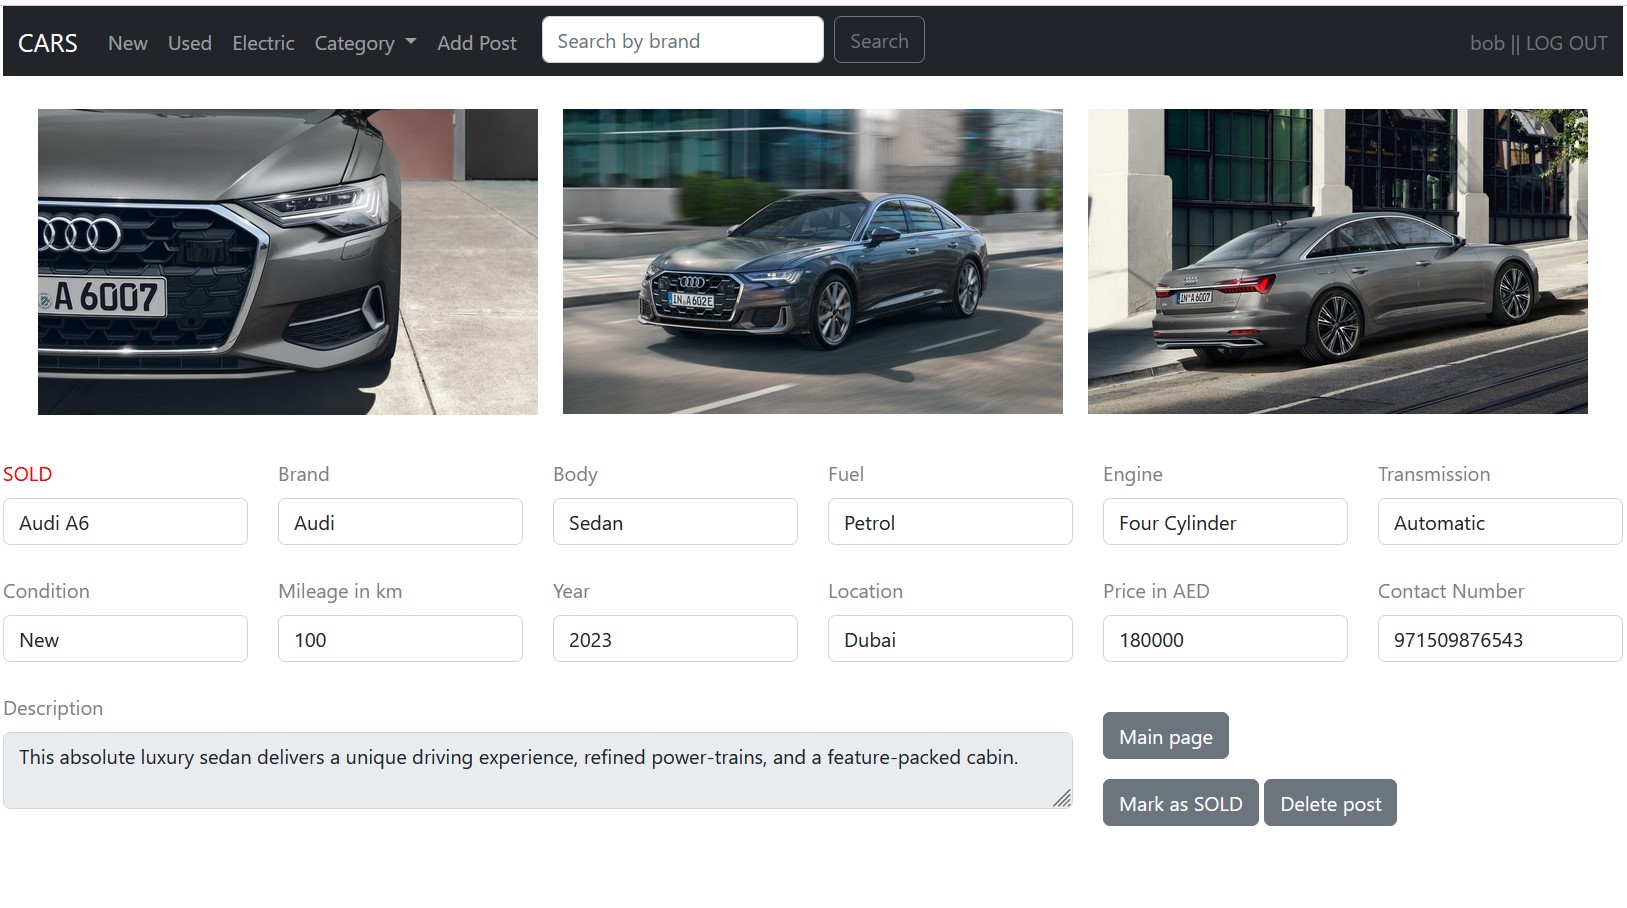 CARS New Used Electric Category Add Post Search by brand Search bob || LOG OUT
A 6007
IN A 602E
IN A 6007
SOLD Brand Body Fuel Engine Transmission
Audi A6 Audi Sedan Petrol Four Cylinder Automatic
Condition Mileage in km Year Location Price in AED Contact Number
New 100 2023 Dubai 180000 971509876543
Description
This absolute luxury sedan delivers a unique driving experience, refined power-trains, and a feature-packed cabin.
Main page
Mark as SOLD Delete post